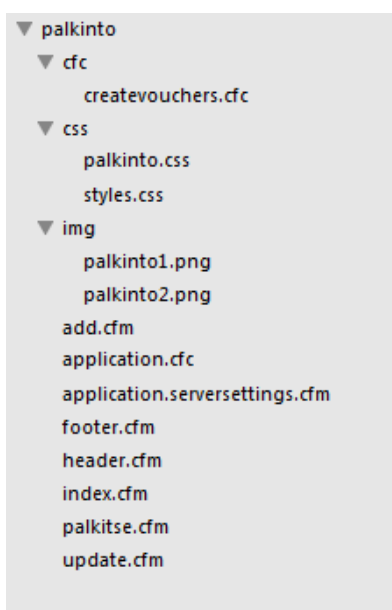 palkinto
cfc
createvouchers.cfc
css
palkinto.css
styles.css
img
palkinto1.png
palkinto2.png
add.cfm
application.cfc
application.serversettings.cfm
footer.cfm
header.cfm
index.cfm
palkitse.cfm
update.cfm